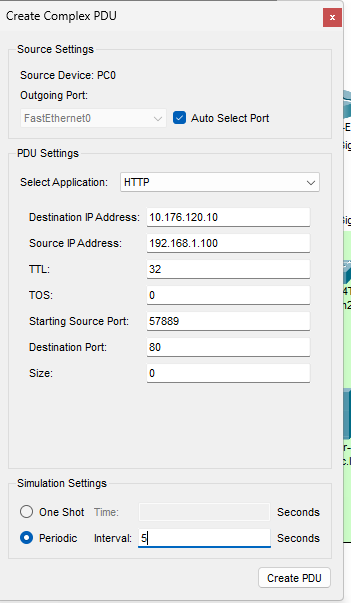 Create Complex PDU
x
Source Settings
Source Device: PC0
Outgoing Port:
FastEthernet0
Auto Select Port
PDU Settings
Select Application: HTTP
Destination IP Address: 10.176.120.10
Source IP Address: 192.168.1.100
TTL: 32
TOS: 0
Starting Source Port: 57889
Destination Port: 80
Size: 0
Simulation Settings
One Shot Time: Seconds
Periodic Interval: 5 Seconds
Create PDU